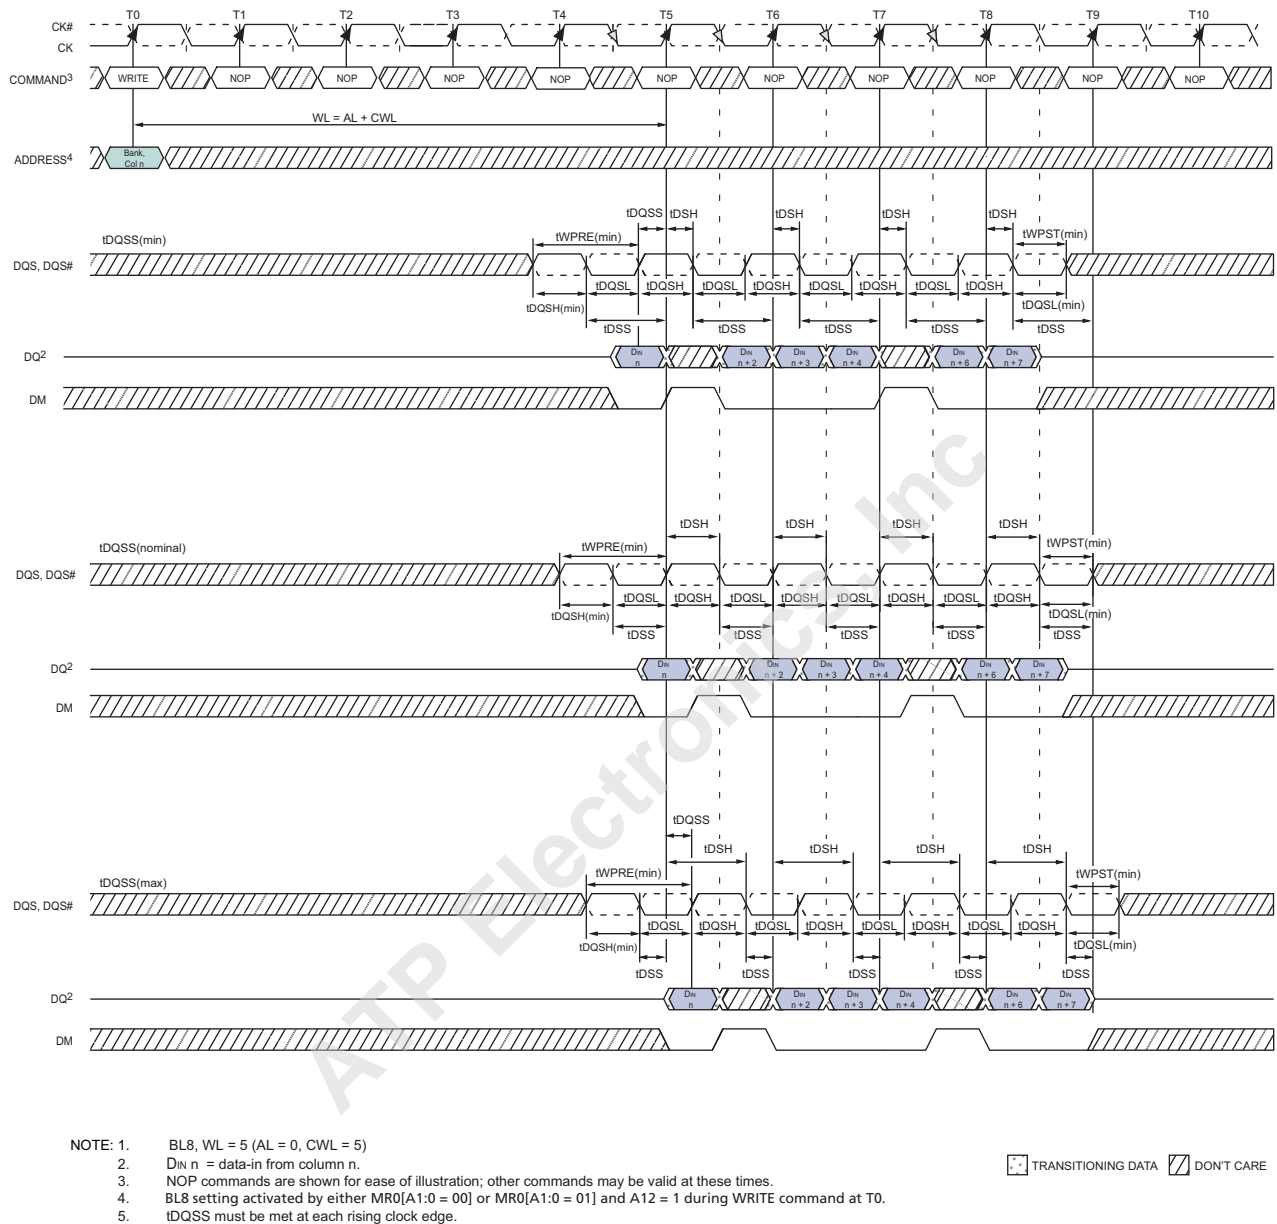 T0 T1 T2 T3 T4 T5 T6 T7 T8 T9 T10
CK#
CK
COMMAND3 WRITE NOP NOP NOP NOP NOP NOP NOP NOP NOP NOP
WL = AL + CWL
ADDRESS4 Bank, Col n
tDQSS tDSH tDSH tDSH tDSH
tDQSS(min) tWPRE(min) tWPST(min)
DQS, DQS#
tDQSH(min) tDQSL tDQSH tDQSL tDQSH tDQSL tDQSH tDQSL tDQSH tDQSL(min)
tDSS tDSS tDSS tDSS tDSS
DQ2 DIN n DIN n + 2 DIN n + 3 DIN n + 4 DIN n + 6 DIN n + 7
DM
tDSH tDSH tDSH tDSH
tDQSS(nominal) tWPRE(min) tWPST(min)
DQS, DQS#
tDQSH(min) tDQSL tDQSH tDQSL tDQSH tDQSL tDQSH tDQSL tDQSH tDQSL(min)
tDSS tDSS tDSS tDSS tDSS
DQ2 DIN n DIN n + 2 DIN n + 3 DIN n + 4 DIN n + 6 DIN n + 7
DM
tDQSS
tDSH tDSH tDSH tDSH
tDQSS(max) tWPRE(min) tWPST(min)
DQS, DQS#
tDQSH(min) tDQSL tDQSH tDQSL tDQSH tDQSL tDQSH tDQSL tDQSH tDQSL(min)
tDSS tDSS tDSS tDSS tDSS
DQ2 DIN n DIN n + 2 DIN n + 3 DIN n + 4 DIN n + 6 DIN n + 7
DM
ATP Electronics, Inc
NOTE: 1. BL8, WL = 5 (AL = 0, CWL = 5)
2. DIN n = data-in from column n.
3. NOP commands are shown for ease of illustration; other commands may be valid at these times.
4. BL8 setting activated by either MR0[A1:0 = 00] or MR0[A1:0 = 01] and A12 = 1 during WRITE command at T0.
5. tDQSS must be met at each rising clock edge.
TRANSITIONING DATA DON'T CARE